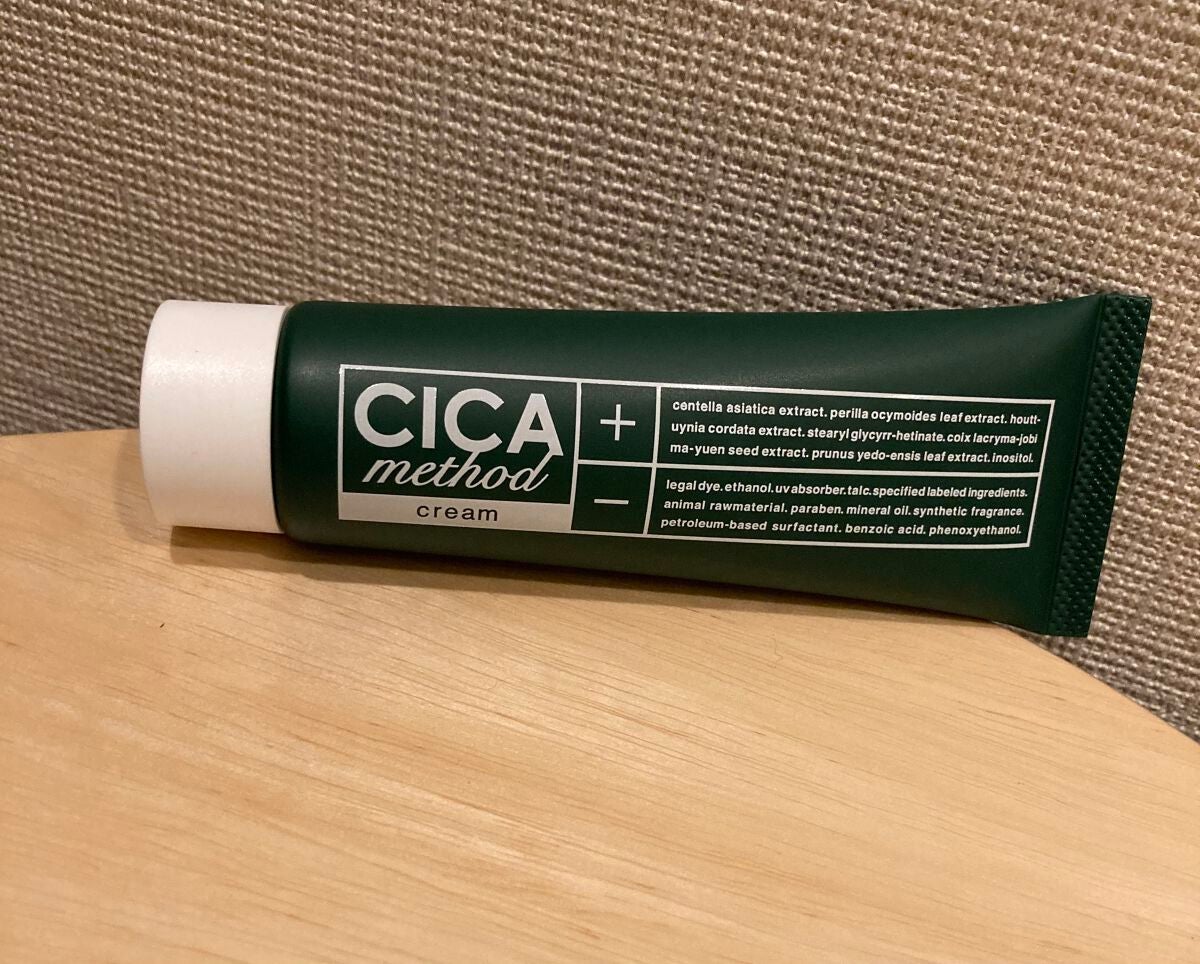 CICA
method
cream
+
centella asiatica extract. perilla ocymoides leaf extract. houtt-
uynia cordata extract. stearyl glycyrr-hetinate. coix lacryma-jobi
ma-yuen seed extract. prunus yedo-ensis leaf extract. inositol.
−
legal dye. ethanol. uv absorber. talc. specified labeled ingredients.
animal rawmaterial. paraben. mineral oil. synthetic fragrance.
petroleum-based surfactant. benzoic acid. phenoxyethanol.